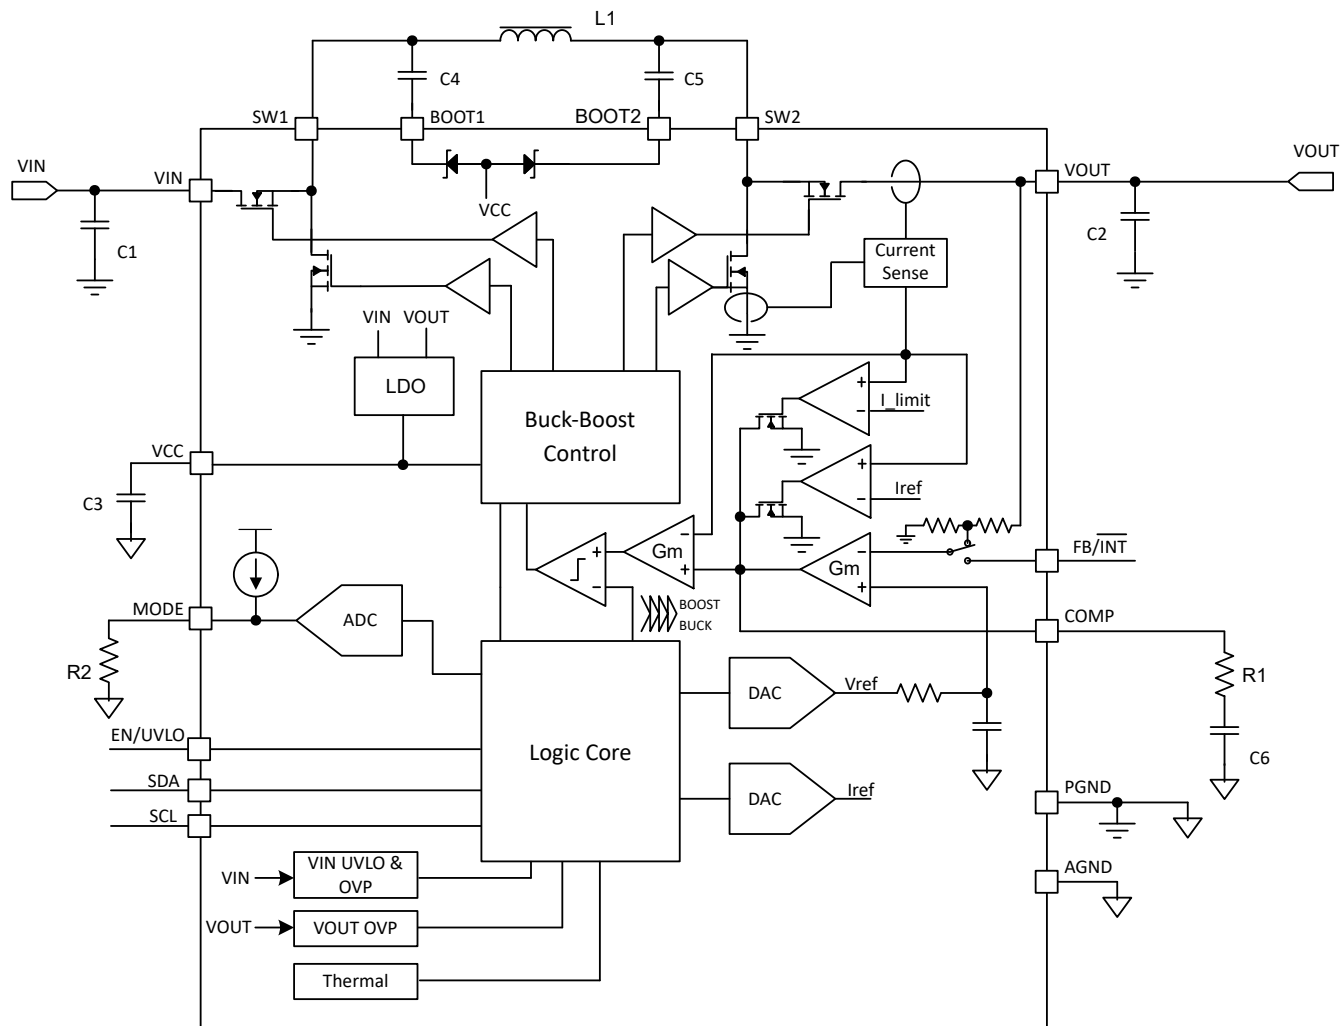 L1
C4
C5
SW1
BOOT1
BOOT2
SW2
VIN
VIN
VOUT
VOUT
VCC
C1
C2
Current
Sense
VIN
VOUT
LDO
Buck-Boost
Control
+
−
I_limit
VCC
+
−
Iref
C3
Gm
−
+
Gm
−
+
+
−
FB/I̅N̅T̅
BOOST
BUCK
MODE
ADC
COMP
R2
R1
DAC
Vref
Logic Core
EN/UVLO
C6
SDA
DAC
Iref
PGND
SCL
VIN
VIN UVLO &
OVP
AGND
VOUT
VOUT OVP
Thermal